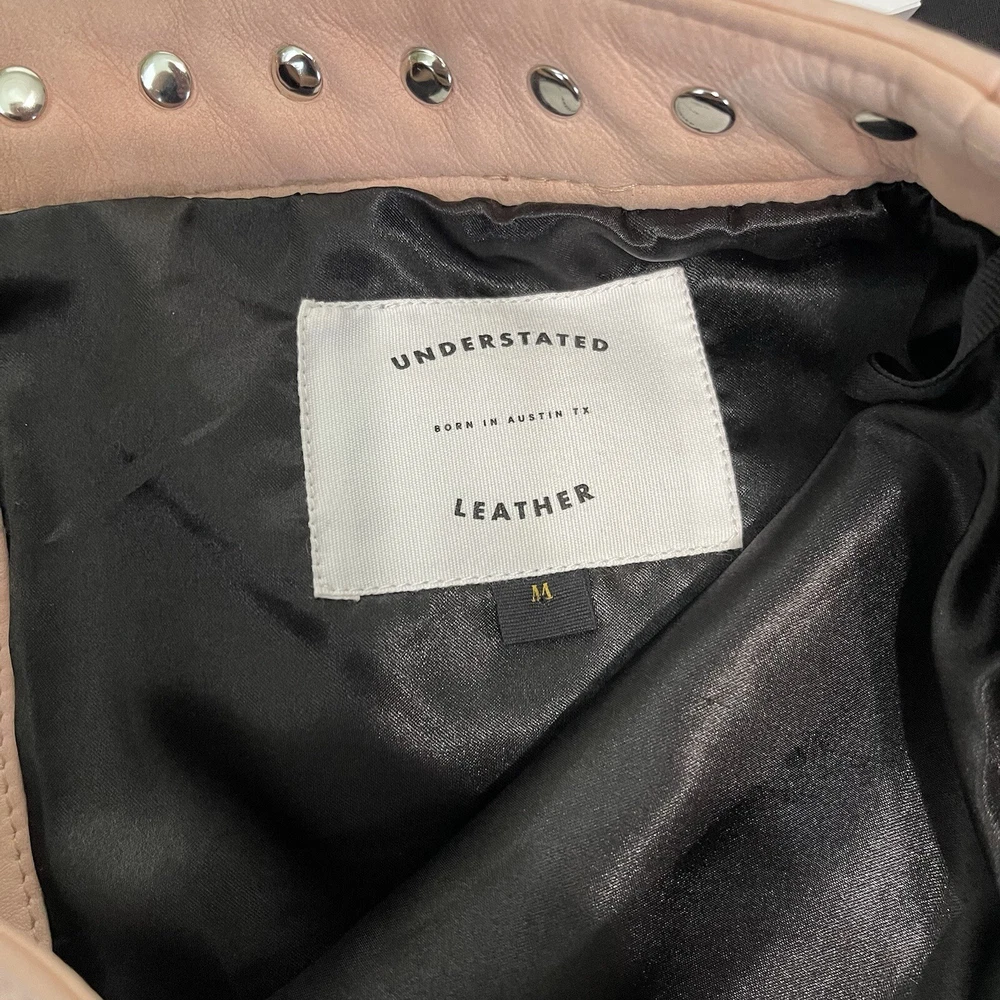 UNDERSTATED
BORN IN AUSTIN TX
LEATHER
M